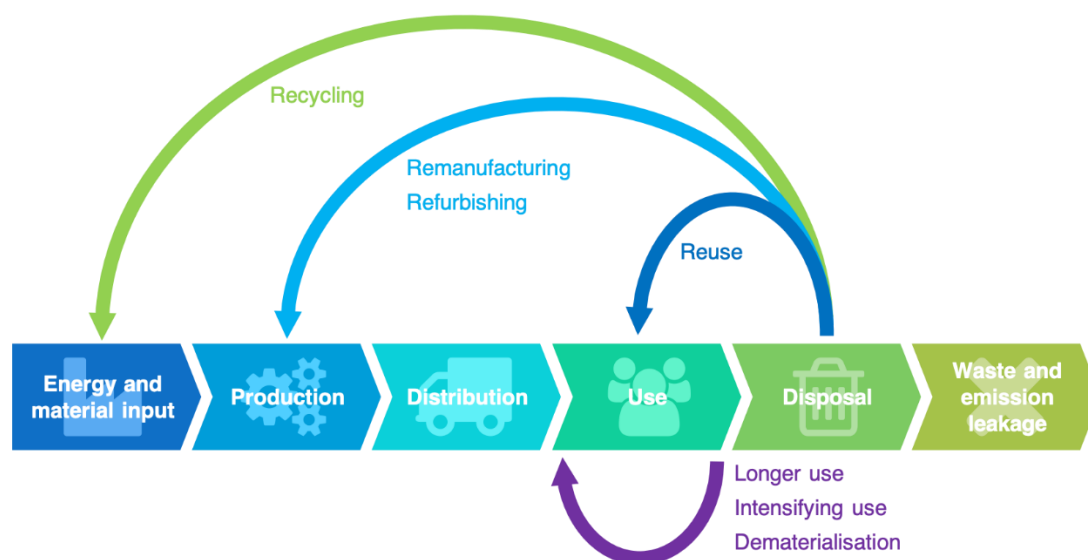 Recycling
Remanufacturing
Refurbishing
Reuse
Energy and
material input
Production
Distribution
Use
Disposal
Waste and
emission
leakage
Longer use
Intensifying use
Dematerialisation